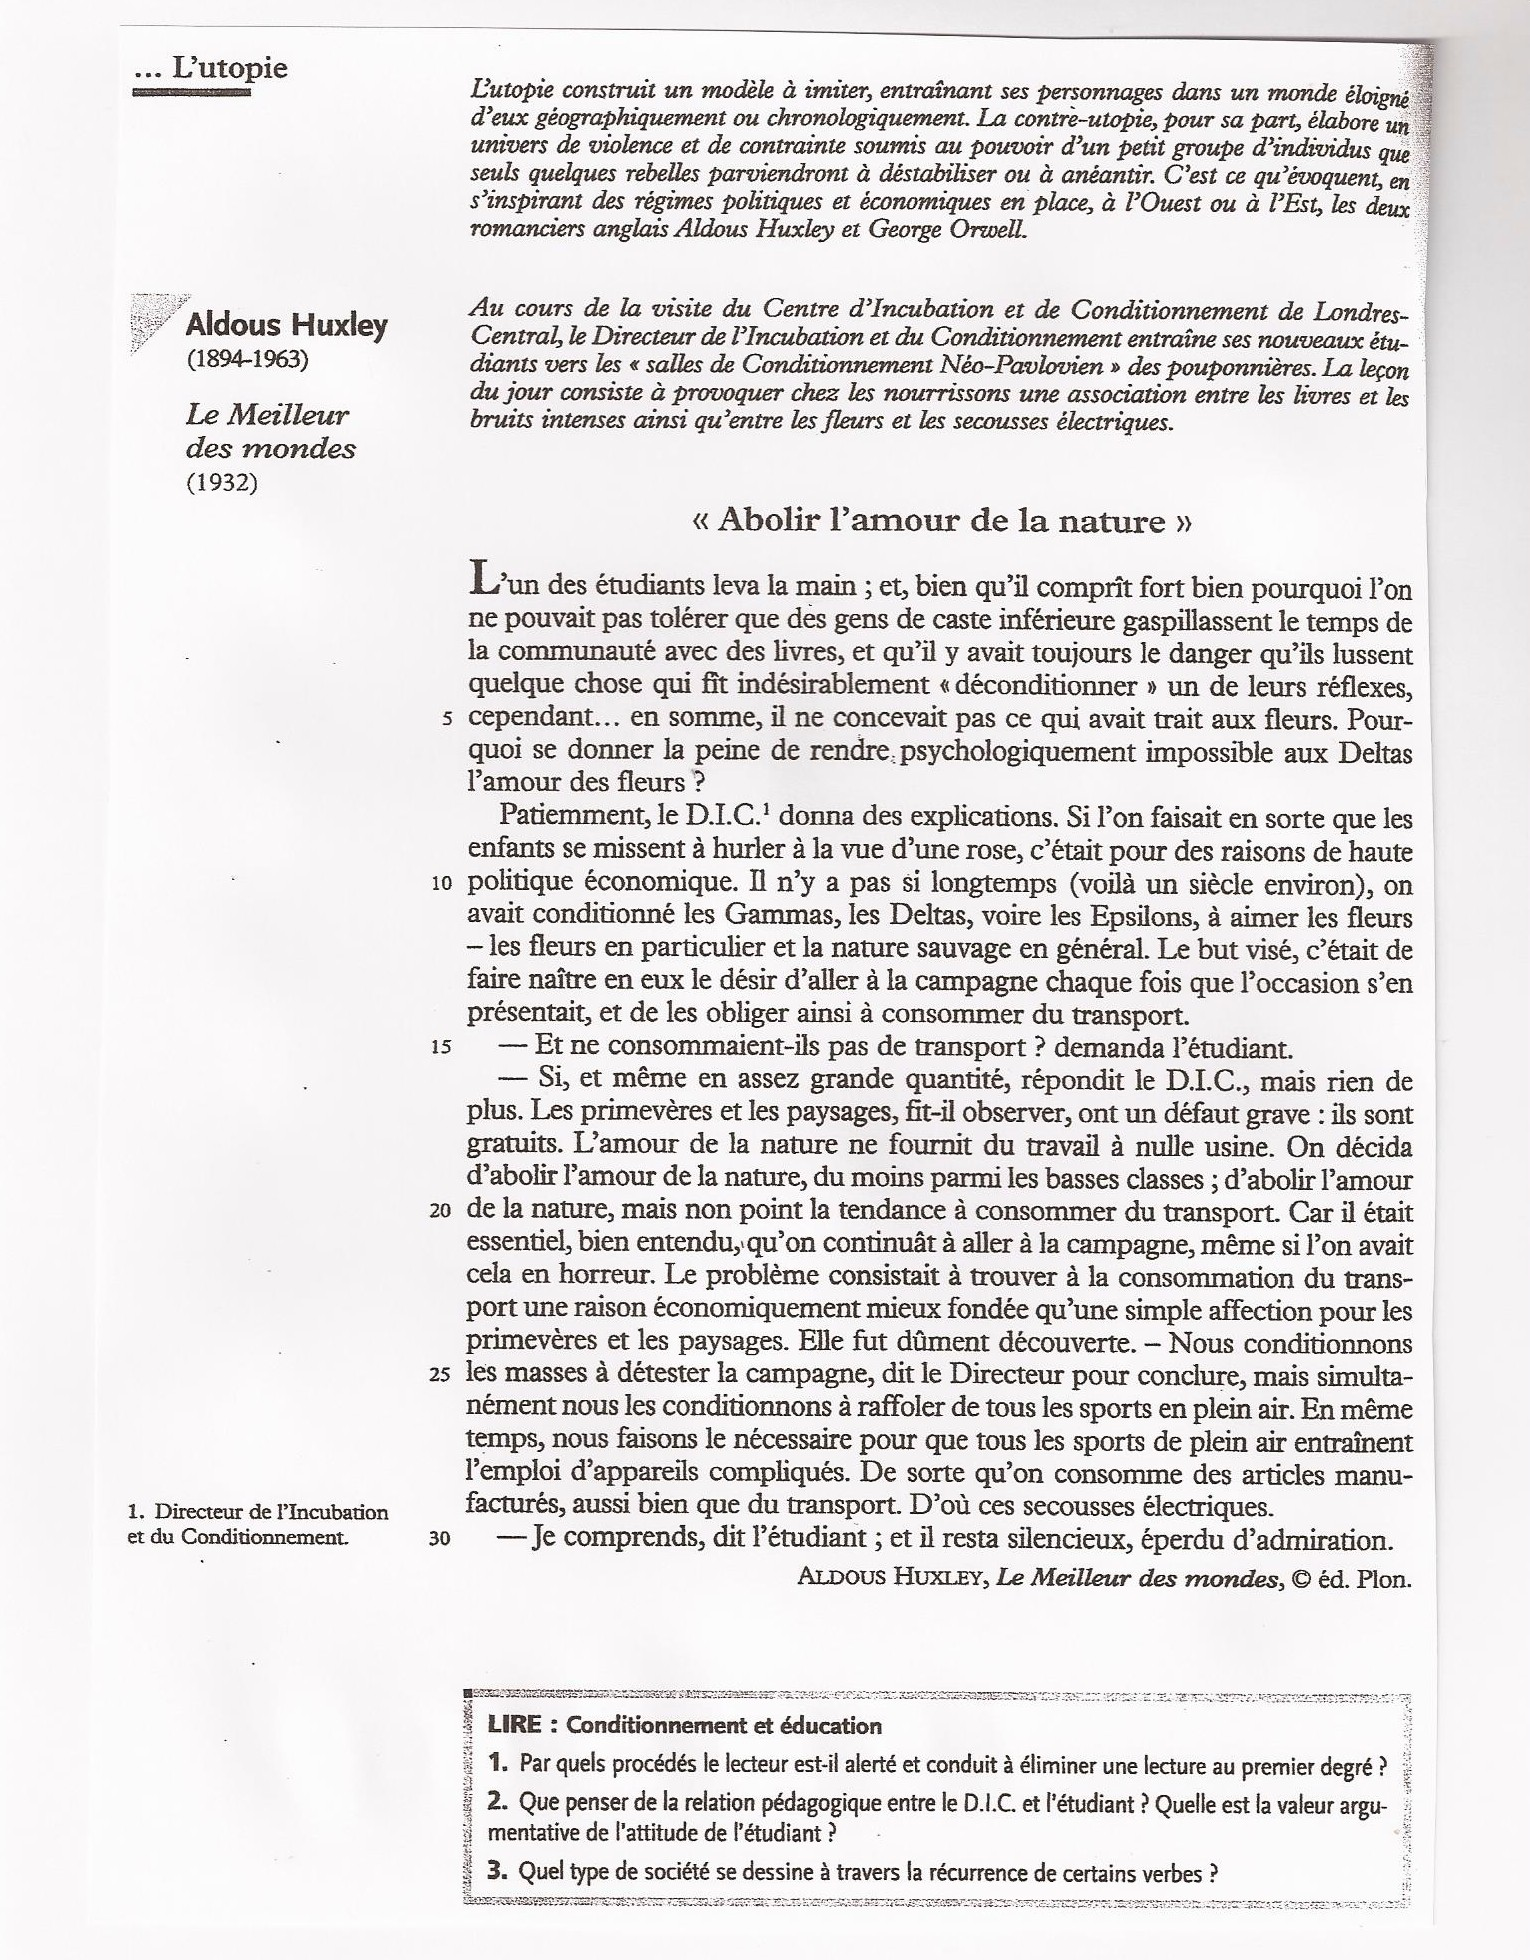 ... L'utopie
L'utopie construit un modèle à imiter, entraînant ses personnages dans un monde éloigné
d'eux géographiquement ou chronologiquement. La contre-utopie, pour sa part, élabore un
univers de violence et de contrainte soumis au pouvoir d'un petit groupe d'individus que
seuls quelques rebelles parviendront à déstabiliser ou à anéantir. C'est ce qu'évoquent, en
s'inspirant des régimes politiques et économiques en place, à l'Ouest ou à l'Est, les deux
romanciers anglais Aldous Huxley et George Orwell.
Aldous Huxley
(1894-1963)
Le Meilleur
des mondes
(1932)
Au cours de la visite du Centre d'Incubation et de Conditionnement de Londres-
Central, le Directeur de l'Incubation et du Conditionnement entraîne ses nouveaux étu-
diants vers les « salles de Conditionnement Néo-Pavlovien » des pouponnières. La leçon
du jour consiste à provoquer chez les nourrissons une association entre les livres et les
bruits intenses ainsi qu'entre les fleurs et les secousses électriques.
« Abolir l'amour de la nature »
L'un des étudiants leva la main ; et, bien qu'il comprît fort bien pourquoi l'on
ne pouvait pas tolérer que des gens de caste inférieure gaspillassent le temps de
la communauté avec des livres, et qu'il y avait toujours le danger qu'ils lussent
quelque chose qui fît indésirablement « déconditionner » un de leurs réflexes,
5 cependant... en somme, il ne concevait pas ce qui avait trait aux fleurs. Pour-
quoi se donner la peine de rendre psychologiquement impossible aux Deltas
l'amour des fleurs ?
Patiemment, le D.I.C.¹ donna des explications. Si l'on faisait en sorte que les
enfants se missent à hurler à la vue d'une rose, c'était pour des raisons de haute
10 politique économique. Il n'y a pas si longtemps (voilà un siècle environ), on
avait conditionné les Gammas, les Deltas, voire les Epsilons, à aimer les fleurs
– les fleurs en particulier et la nature sauvage en général. Le but visé, c'était de
faire naître en eux le désir d'aller à la campagne chaque fois que l'occasion s'en
présentait, et de les obliger ainsi à consommer du transport.
15 — Et ne consommaient-ils pas de transport ? demanda l'étudiant.
— Si, et même en assez grande quantité, répondit le D.I.C., mais rien de
plus. Les primevères et les paysages, fit-il observer, ont un défaut grave : ils sont
gratuits. L'amour de la nature ne fournit du travail à nulle usine. On décida
d'abolir l'amour de la nature, du moins parmi les basses classes ; d'abolir l'amour
20 de la nature, mais non point la tendance à consommer du transport. Car il était
essentiel, bien entendu, qu'on continuât à aller à la campagne, même si l'on avait
cela en horreur. Le problème consistait à trouver à la consommation du trans-
port une raison économiquement mieux fondée qu'une simple affection pour les
primevères et les paysages. Elle fut dûment découverte. – Nous conditionnons
25 les masses à détester la campagne, dit le Directeur pour conclure, mais simulta-
nément nous les conditionnons à raffoler de tous les sports en plein air. En même
temps, nous faisons le nécessaire pour que tous les sports de plein air entraînent
l'emploi d'appareils compliqués. De sorte qu'on consomme des articles manu-
facturés, aussi bien que du transport. D'où ces secousses électriques.
30 — Je comprends, dit l'étudiant ; et il resta silencieux, éperdu d'admiration.
ALDOUS HUXLEY, Le Meilleur des mondes, © éd. Plon.
1. Directeur de l'Incubation
et du Conditionnement.
LIRE : Conditionnement et éducation
1. Par quels procédés le lecteur est-il alerté et conduit à éliminer une lecture au premier degré ?
2. Que penser de la relation pédagogique entre le D.I.C. et l'étudiant ? Quelle est la valeur argu-
mentative de l'attitude de l'étudiant ?
3. Quel type de société se dessine à travers la récurrence de certains verbes ?